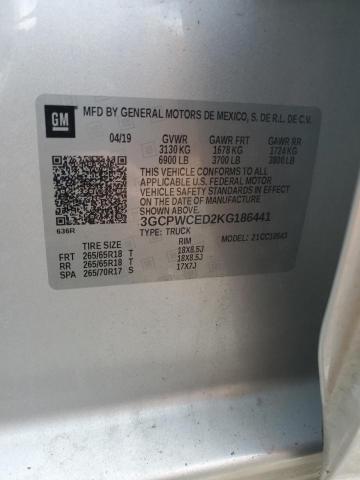 GM
MFD BY GENERAL MOTORS DE MEXICO, S. DE R.L. DE C.V.
04/19 GVWR GAWR FRT GAWR RR
3130 KG 1678 KG 1724 KG
6900 LB 3700 LB 3800 LB
THIS VEHICLE CONFORMS TO ALL
APPLICABLE U.S. FEDERAL MOTOR
VEHICLE SAFETY STANDARDS IN EFFECT
ON THE DATE OF MANUFACTURE SHOWN ABOVE.
3GCPWCED2KG186441
636R TYPE: TRUCK MODEL:
TIRE SIZE RIM
FRT 265/65R18 T 18X8.5J
RR 265/65R18 T 18X8.5J
SPA 265/70R17 S 17X7J